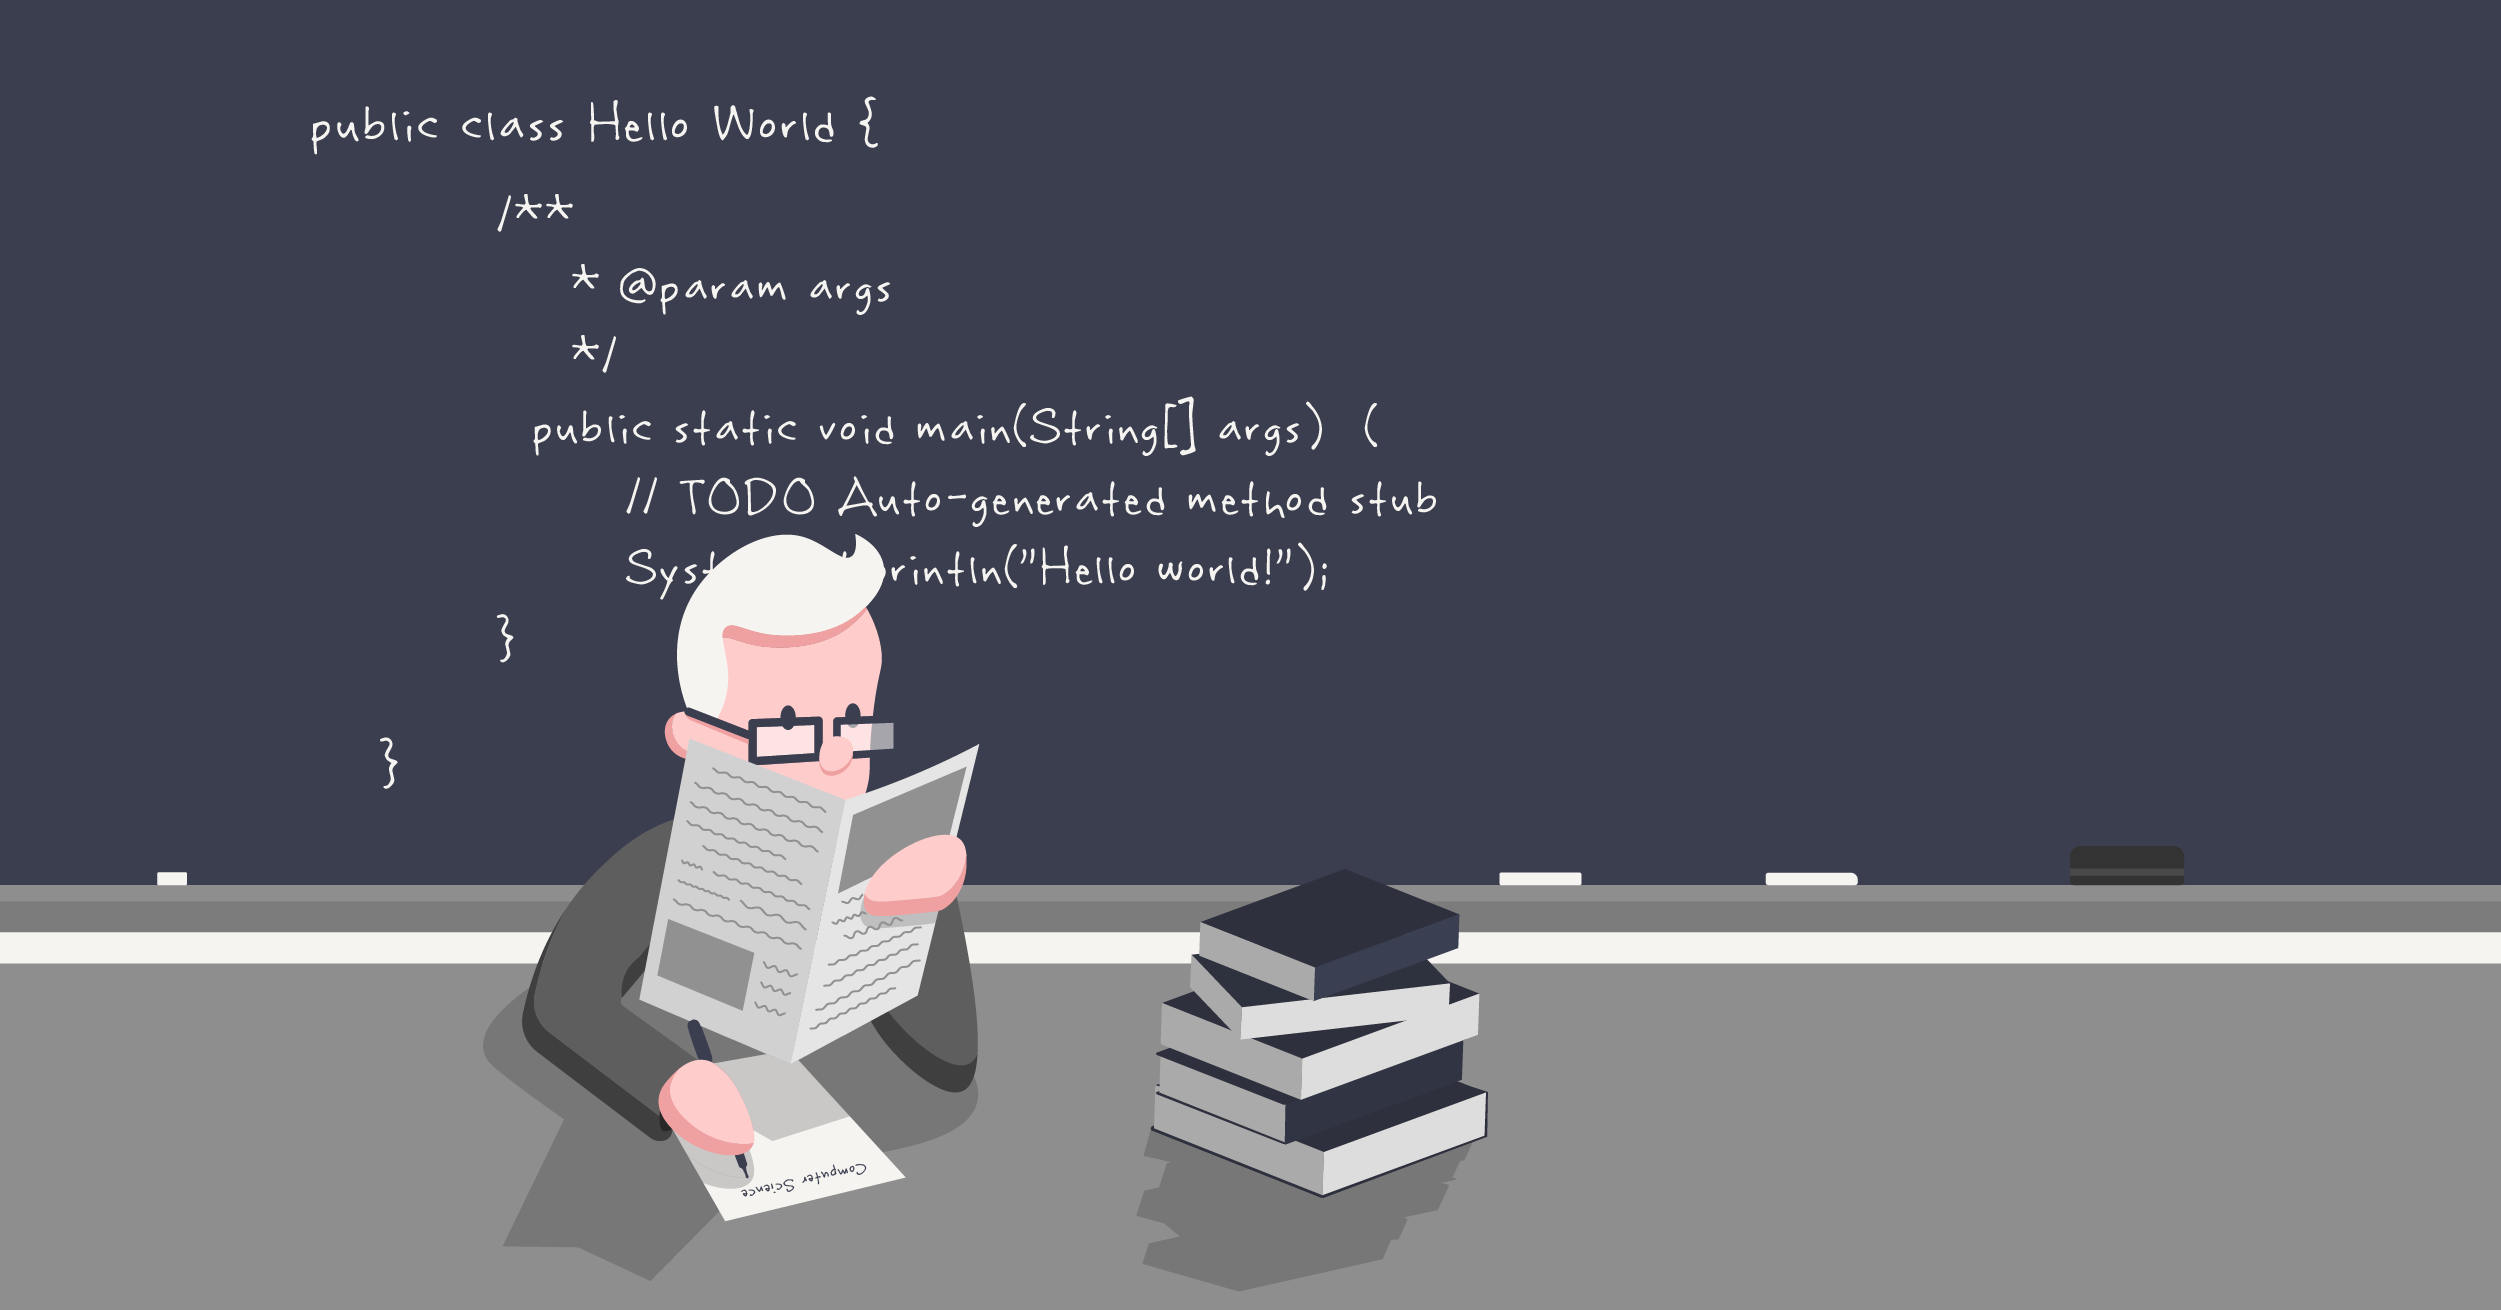 public class Hello World {
/**
* @param args
*/
public static void main(String[] args) (
// TODO Auto-generated method stub
Sys rintln("Hello world!");
}
}
Computer Science